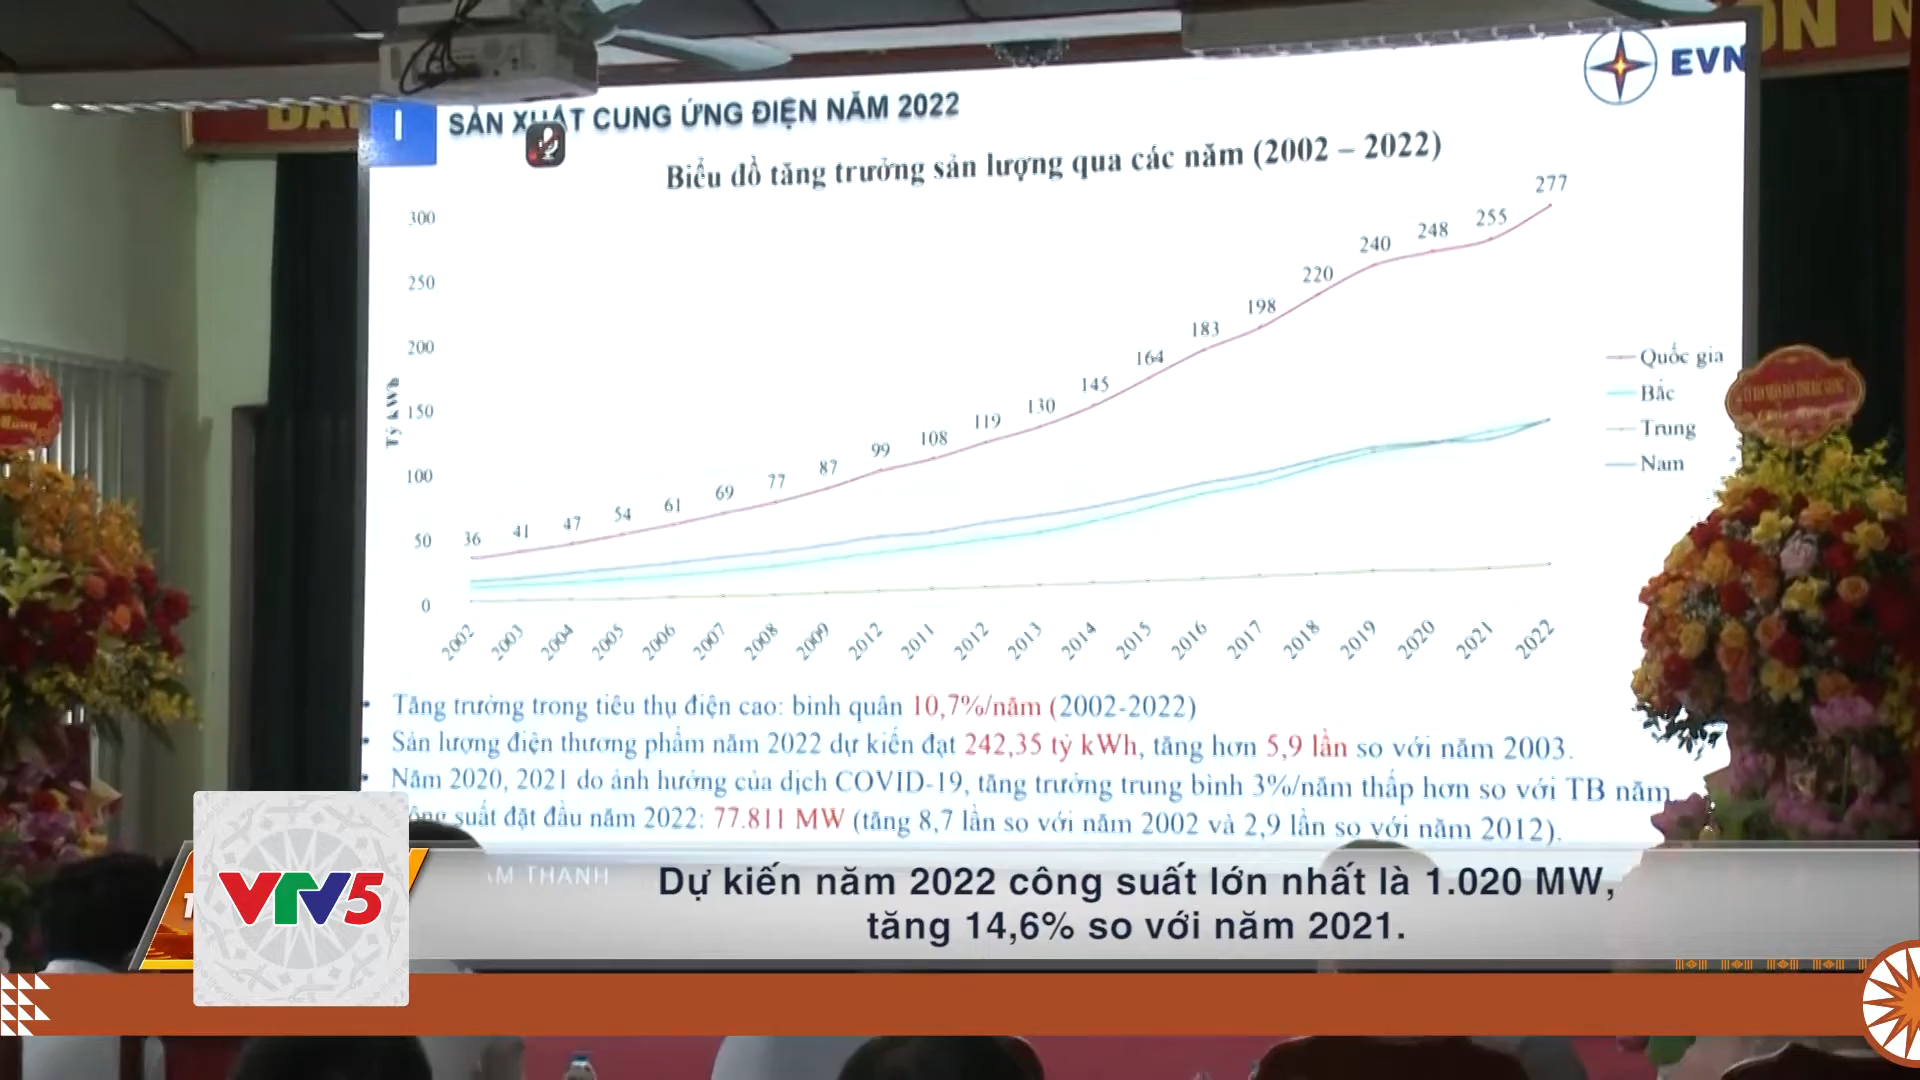 ĐẢN
ÔN N
EVN
I
SẢN XUẤT CUNG ỨNG ĐIỆN NĂM 2022
Biểu đồ tăng trưởng sản lượng qua các năm (2002 – 2022)
Tỷ kWh
300
250
200
150
100
50
0
36 41 47 54 61 69 77 87 99 108 119 130 145 164 183 198 220 240 248 255 277
2002 2003 2004 2005 2006 2007 2008 2009 2012 2011 2012 2013 2014 2015 2016 2017 2018 2019 2020 2021 2022
Quốc gia
Bắc
Trung
Nam
Tăng trưởng trong tiêu thụ điện cao: bình quân 10,7%/năm (2002-2022)
Sản lượng điện thương phẩm năm 2022 dự kiến đạt 242,35 tỷ kWh, tăng hơn 5,9 lần so với năm 2003.
Năm 2020, 2021 do ảnh hưởng của dịch COVID-19, tăng trưởng trung bình 3%/năm thấp hơn so với TB năm
ông suất đặt đầu năm 2022: 77.811 MW (tăng 8,7 lần so với năm 2002 và 2,9 lần so với năm 2012).
VTV5
ÂM THANH
Dự kiến năm 2022 công suất lớn nhất là 1.020 MW,
tăng 14,6% so với năm 2021.